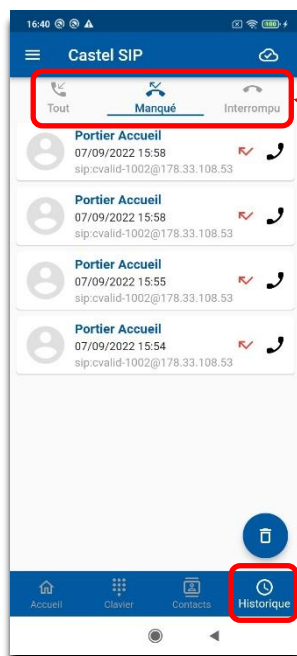 16:40 100
Castel SIP
Tout Manqué Interrompu
Portier Accueil
07/09/2022 15:58
sip:cvalid-1002@178.33.108.53
Portier Accueil
07/09/2022 15:58
sip:cvalid-1002@178.33.108.53
Portier Accueil
07/09/2022 15:55
sip:cvalid-1002@178.33.108.53
Portier Accueil
07/09/2022 15:54
sip:cvalid-1002@178.33.108.53
Accueil Clavier Contacts Historique